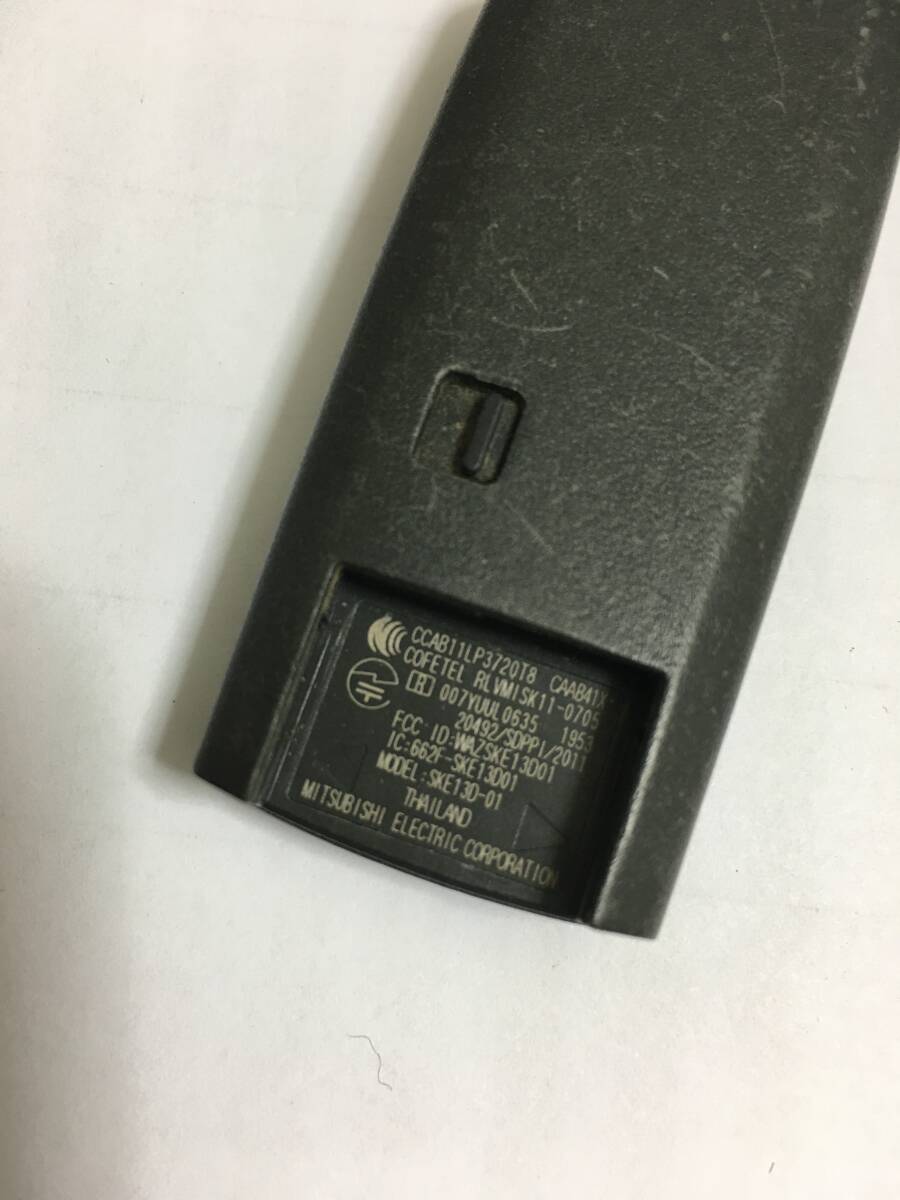 CCAB11LP3720T8 CAAB41X
COFETEL RLVMISK11-0705
R 007YUUL0635 1953
20492/SDPPI/2011
FCC ID:WAZSKE13D01
IC:662F-SKE13D01
MODEL:SKE13D-01
THAILAND
MITSUBISHI ELECTRIC CORPORATION